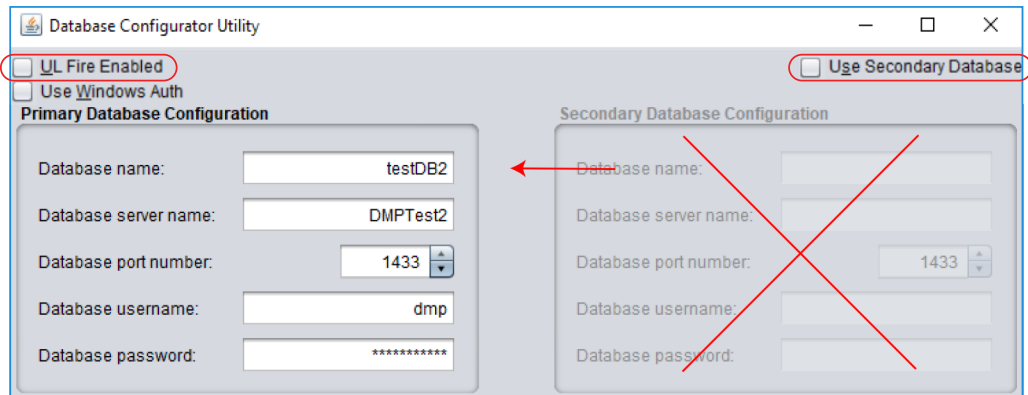 Database Configurator Utility
UL Fire Enabled
Use Secondary Database
Use Windows Auth
Primary Database Configuration
Database name: testDB2
Database server name: DMPTest2
Database port number: 1433
Database username: dmp
Database password: ***********
Secondary Database Configuration
Database name:
Database server name:
Database port number: 1433
Database username:
Database password: